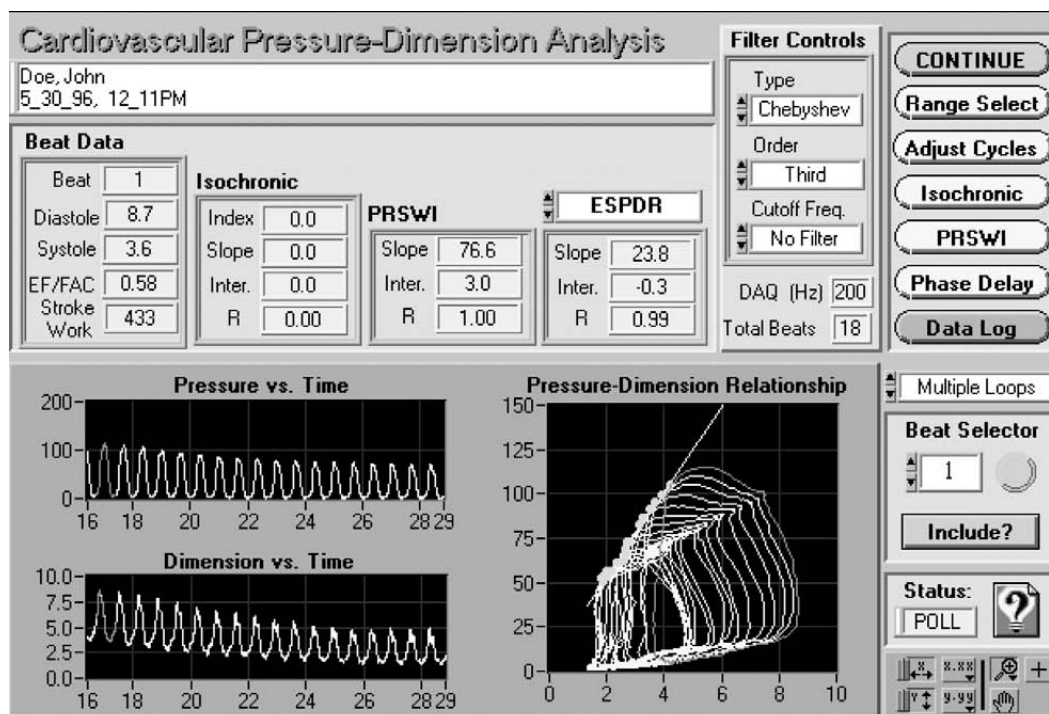 Cardiovascular Pressure-Dimension Analysis
Doe, John
5_30_96, 12_11PM
Beat Data
Beat 1
Diastole 8.7
Systole 3.6
EF/FAC 0.58
Stroke Work 433
Isochronic
Index 0.0
Slope 0.0
Inter. 0.0
R 0.00
PRSWI
Slope 76.6
Inter. 3.0
R 1.00
ESPDR
Slope 23.8
Inter. -0.3
R 0.99
Filter Controls
Type
Chebyshev
Order
Third
Cutoff Freq.
No Filter
DAQ (Hz) 200
Total Beats 18
CONTINUE
Range Select
Adjust Cycles
Isochronic
PRSWI
Phase Delay
Data Log
Pressure vs. Time
200
100
0
16 18 20 22 24 26 28 29
Dimension vs. Time
10.0
7.5
5.0
2.5
0.0
16 18 20 22 24 26 28 29
Pressure-Dimension Relationship
150
125
100
75
50
25
0
0 2 4 6 8 10
Multiple Loops
Beat Selector
1
Include?
Status:
POLL
?
X x.xx +
Y y.yy